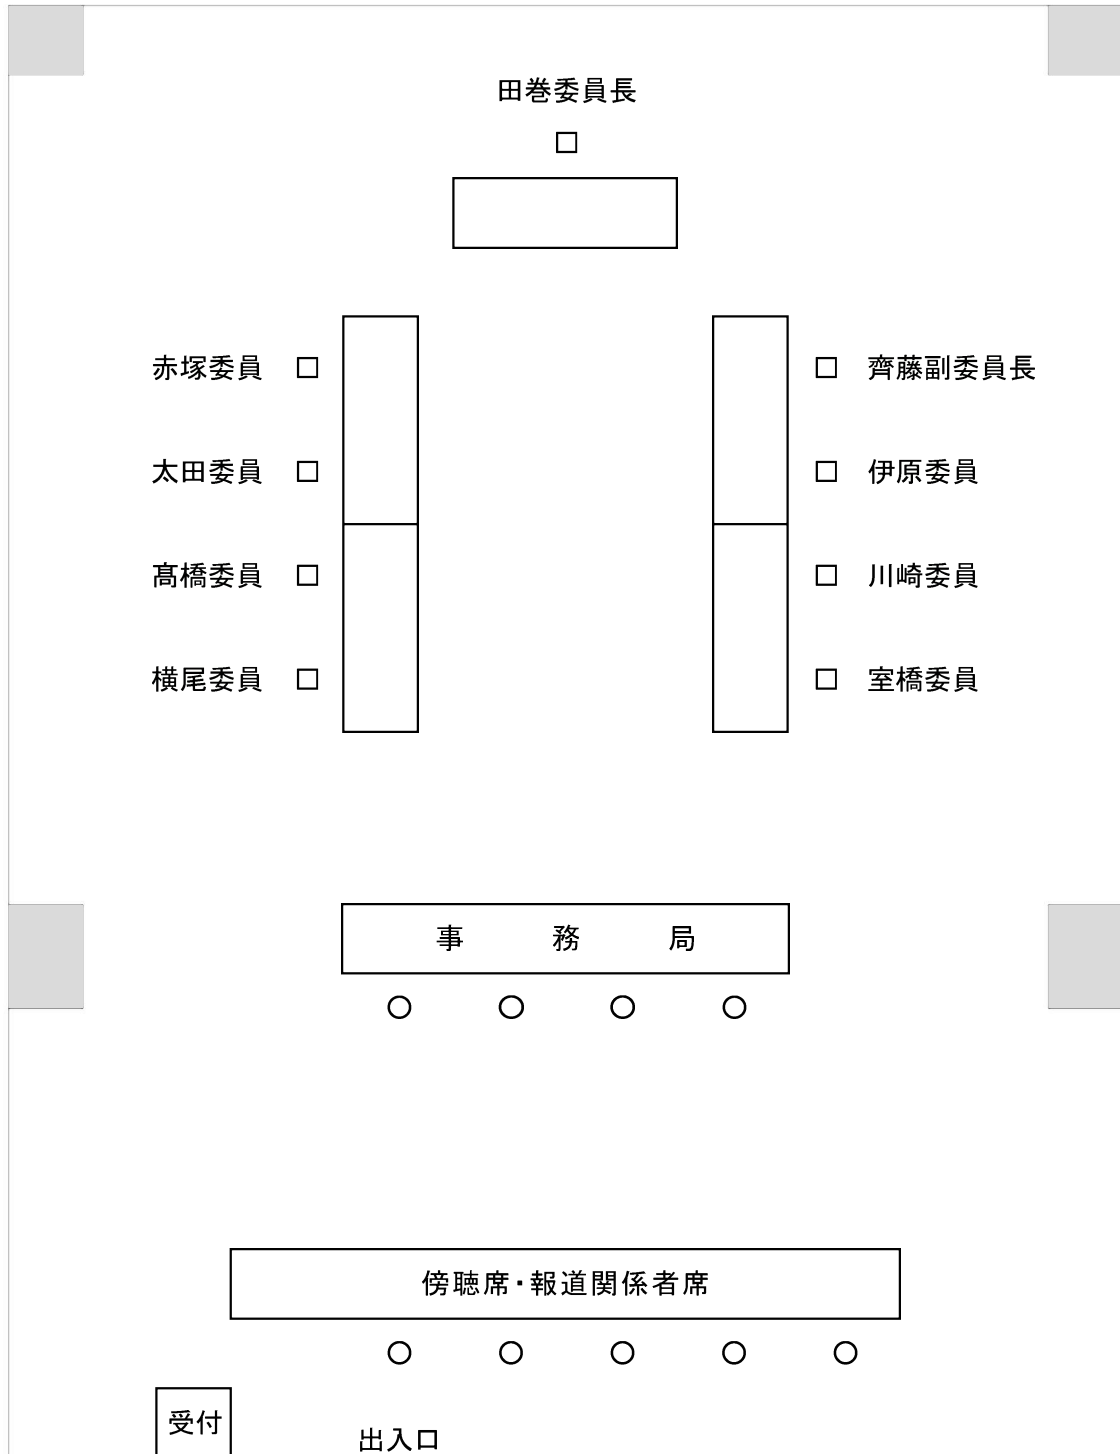 田巻委員長
赤塚委員
齊藤副委員長
太田委員
伊原委員
髙橋委員
川崎委員
横尾委員
室橋委員
事務局
傍聴席・報道関係者席
受付
出入口